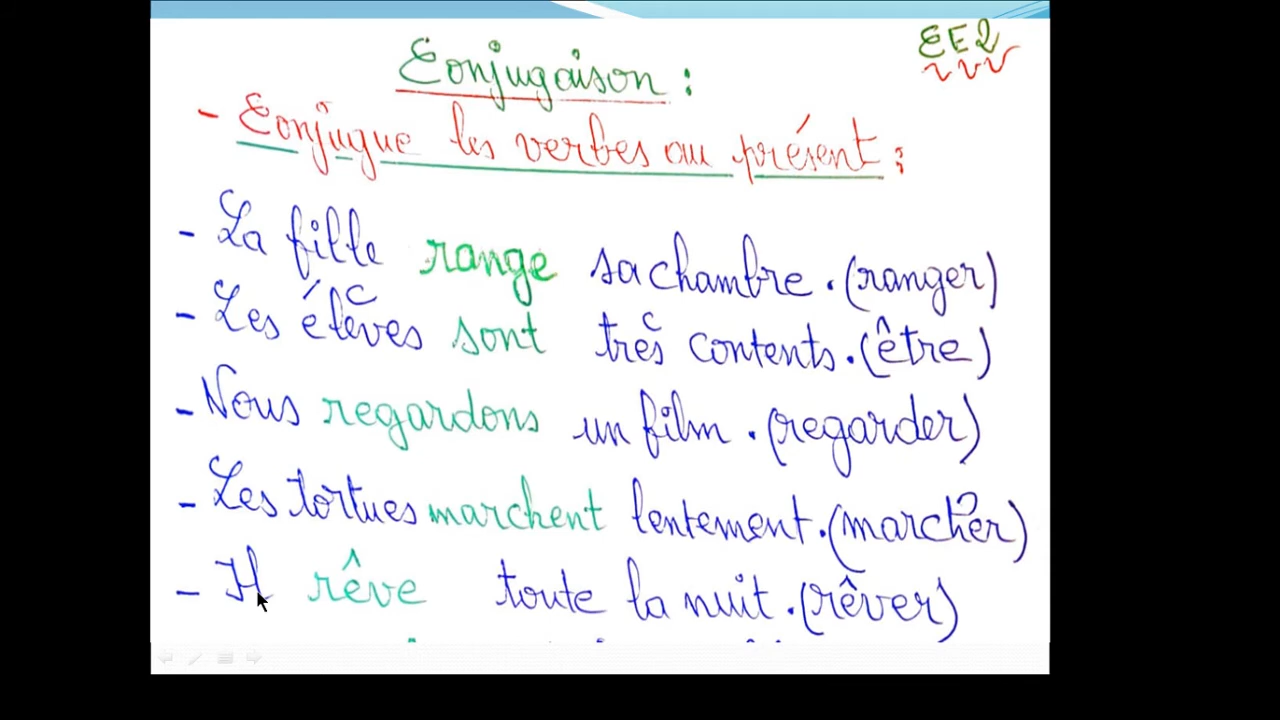 EE2
Conjugaison :
- Conjugue les verbes au présent :
- La fille range sa chambre. (ranger)
- Les élèves sont très contents. (être)
- Nous regardons un film. (regarder)
- Les tortues marchent lentement. (marcher)
- Il rêve toute la nuit. (rêver)